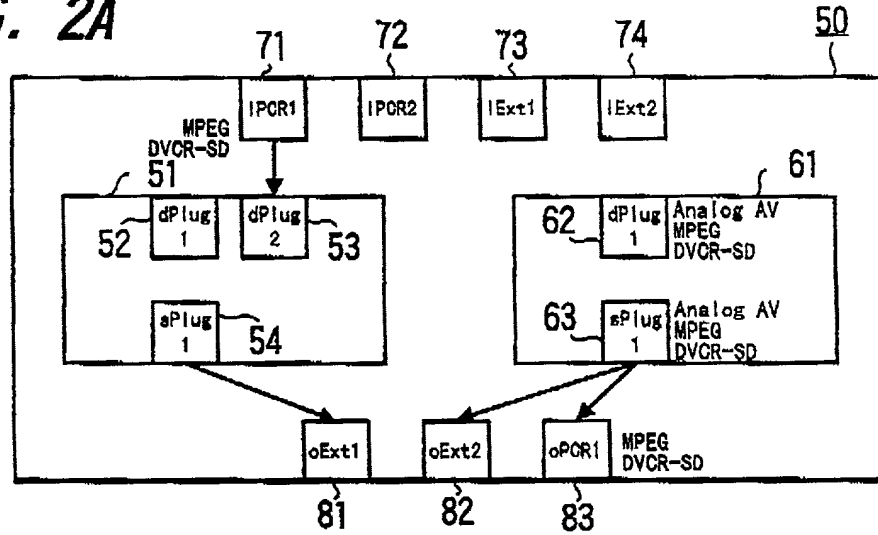 G. 2A
71
72
73
74
50
IPCR1
IPCR2
IExt1
IExt2
MPEG
DVCR-SD
51
61
dPlug
1
dPlug
2
52
53
dPlug
1
Analog AV
MPEG
DVCR-SD
62
sPlug
1
54
63
sPlug
1
Analog AV
MPEG
DVCR-SD
oExt1
oExt2
oPCR1
MPEG
DVCR-SD
81
82
83